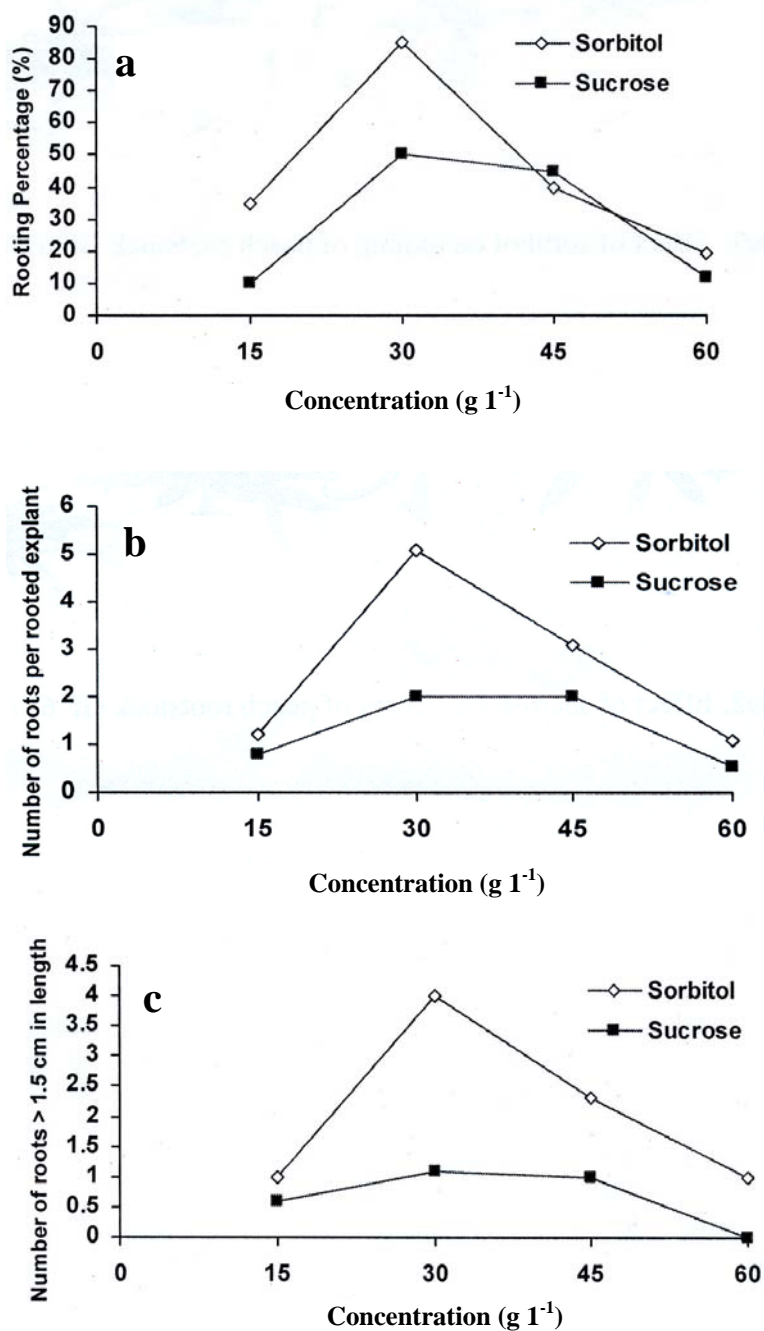 90
80
70
60
50
40
30
20
10
0
Rooting Percentage (%)
a
Sorbitol
Sucrose
0 15 30 45 60
Concentration (g 1⁻¹)
6
5
4
3
2
1
0
Number of roots per rooted explant
b
Sorbitol
Sucrose
0 15 30 45 60
Concentration (g 1⁻¹)
4.5
4
3.5
3
2.5
2
1.5
1
0.5
0
Number of roots > 1.5 cm in length
c
Sorbitol
Sucrose
0 15 30 45 60
Concentration (g 1⁻¹)